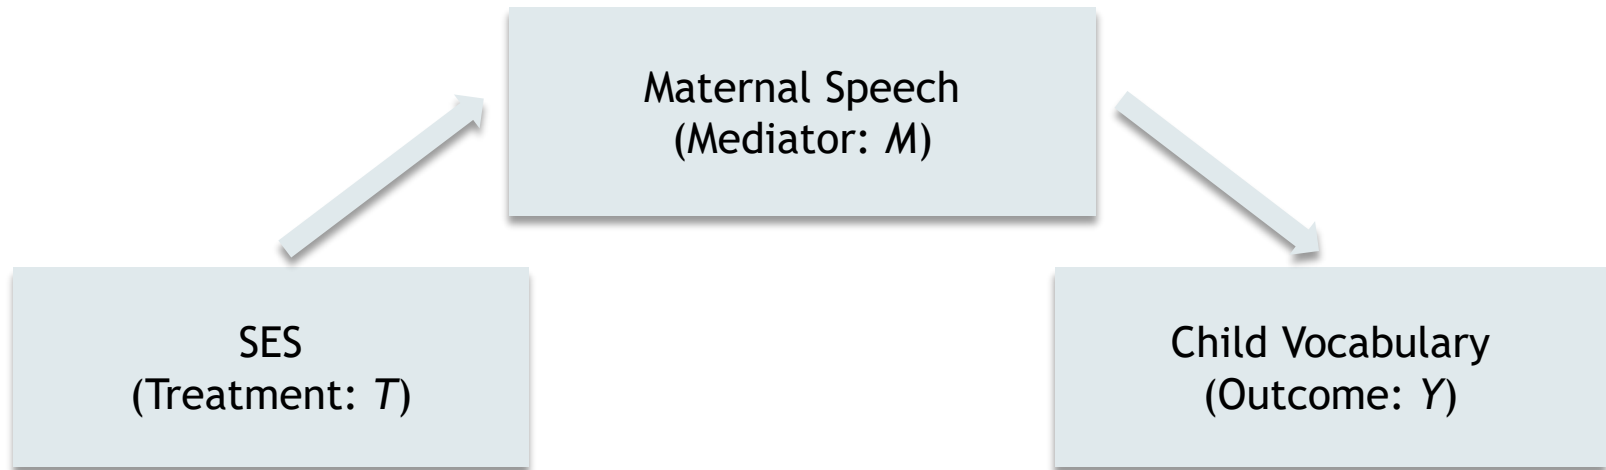 Maternal Speech
(Mediator: M)
SES
(Treatment: T)
Child Vocabulary
(Outcome: Y)